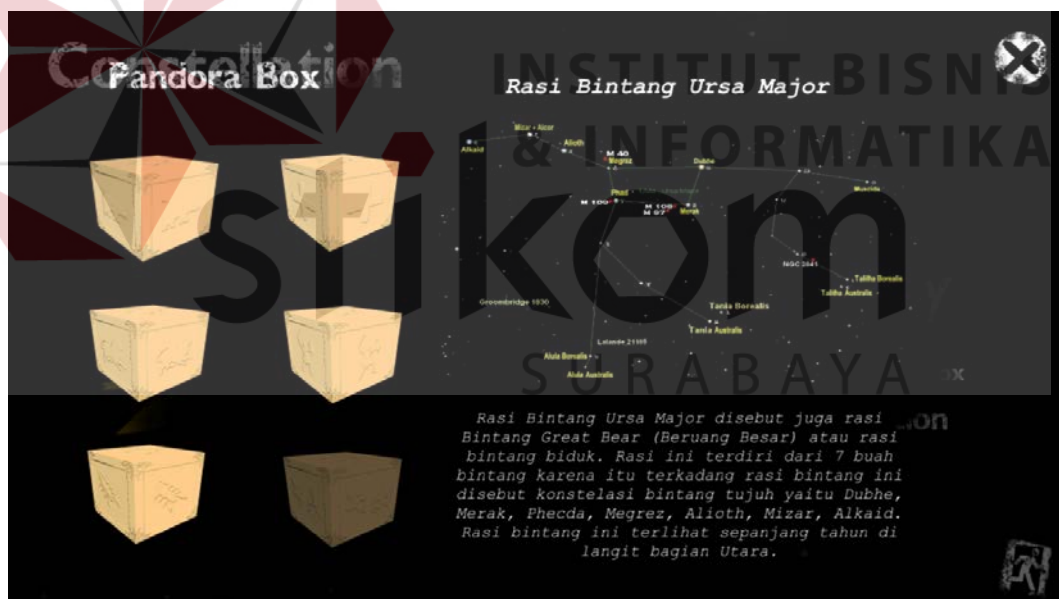 Constellation
Pandora Box
INSTITUT BISNIS
& INFORMATIKA
stikom
SURABAYA
Rasi Bintang Ursa Major
Mizar - Alcor
Alkaid
Alioth
M 40
Megrez
Dubhe
Muscida
Phad
M 109
M 108
M 97
Merak
NGC 2841
Talitha Borealis
Talitha Australis
Groombridge 1830
Tania Borealis
Tania Australis
Lalande 21185
Alula Borealis
Alula Australis
Rasi Bintang Ursa Major disebut juga rasi
Bintang Great Bear (Beruang Besar) atau rasi
bintang biduk. Rasi ini terdiri dari 7 buah
bintang karena itu terkadang rasi bintang ini
disebut konstelasi bintang tujuh yaitu Dubhe,
Merak, Phecda, Megrez, Alioth, Mizar, Alkaid.
Rasi bintang ini terlihat sepanjang tahun di
langit bagian Utara.